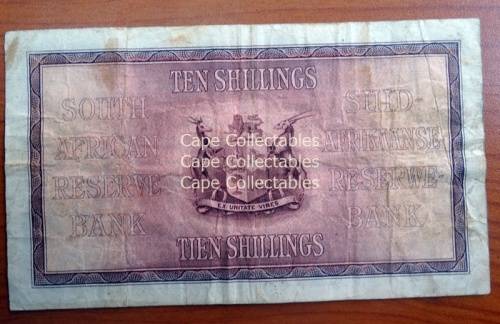 TEN SHILLINGS
SOUTH
AFRICAN
RESERVE
BANK
SUID-
AFRIKAANSE
RESERWE-
BANK
Cape Collectables
Cape Collectables
Cape Collectables
EX UNITATE VIRES
TIEN SHILLINGS